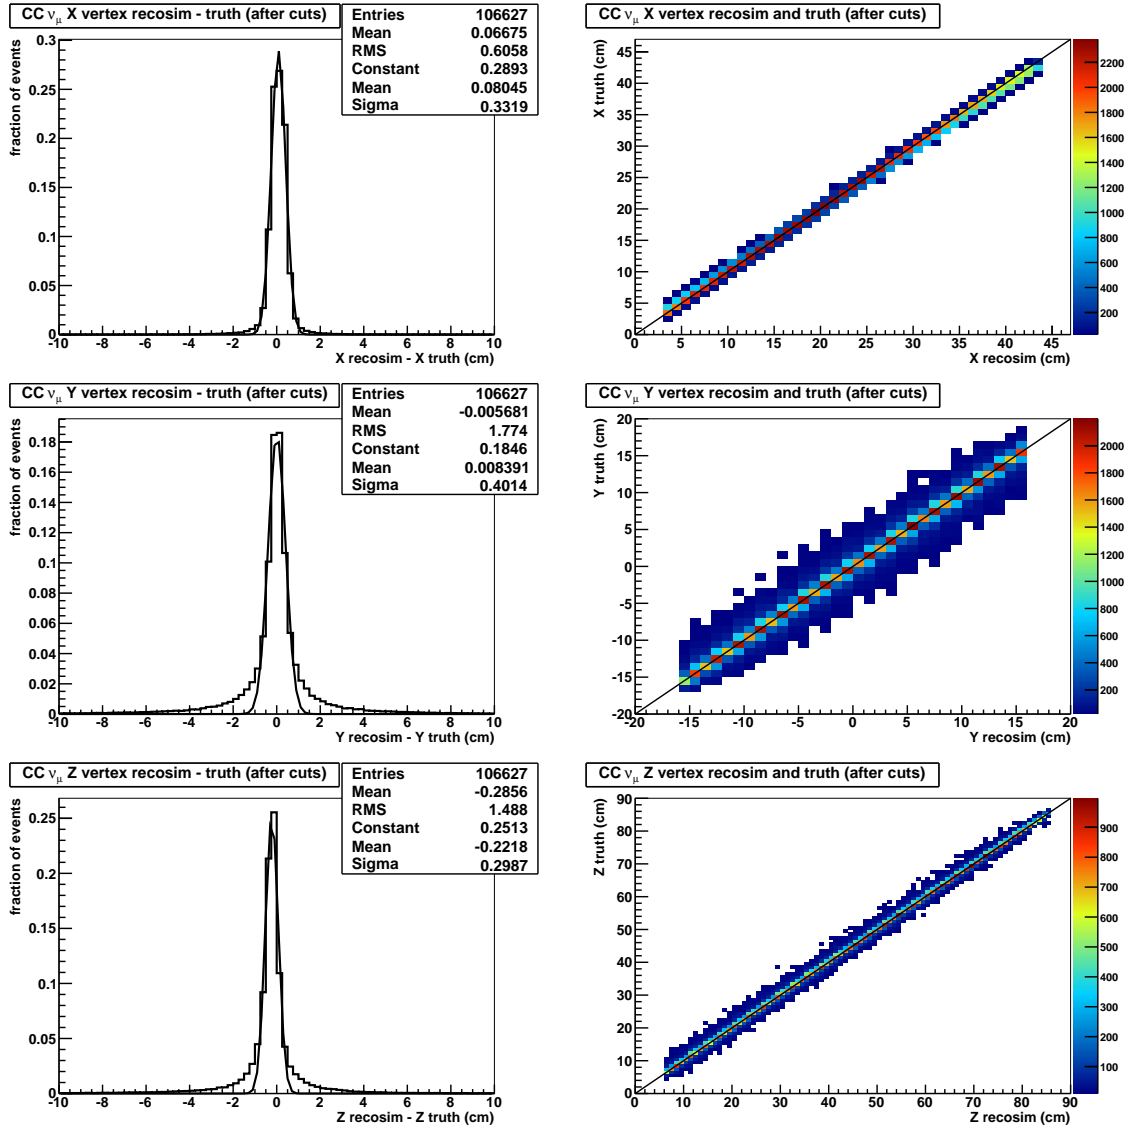 CC νμ X vertex recosim - truth (after cuts)
Entries 106627
Mean 0.06675
RMS 0.6058
Constant 0.2893
Mean 0.08045
Sigma 0.3319
fraction of events
0.3
0.25
0.2
0.15
0.1
0.05
0
-10 -8 -6 -4 -2 0 2 4 6 8 10
X recosim - X truth (cm)
CC νμ X vertex recosim and truth (after cuts)
X truth (cm)
45
40
35
30
25
20
15
10
5
0
0 5 10 15 20 25 30 35 40 45
X recosim (cm)
2200
2000
1800
1600
1400
1200
1000
800
600
400
200
CC νμ Y vertex recosim - truth (after cuts)
Entries 106627
Mean -0.005681
RMS 1.774
Constant 0.1846
Mean 0.008391
Sigma 0.4014
fraction of events
0.18
0.16
0.14
0.12
0.1
0.08
0.06
0.04
0.02
0
-10 -8 -6 -4 -2 0 2 4 6 8 10
Y recosim - Y truth (cm)
CC νμ Y vertex recosim and truth (after cuts)
Y truth (cm)
20
15
10
5
0
-5
-10
-15
-20
-20 -15 -10 -5 0 5 10 15 20
Y recosim (cm)
2000
1800
1600
1400
1200
1000
800
600
400
200
CC νμ Z vertex recosim - truth (after cuts)
Entries 106627
Mean -0.2856
RMS 1.488
Constant 0.2513
Mean -0.2218
Sigma 0.2987
fraction of events
0.25
0.2
0.15
0.1
0.05
0
-10 -8 -6 -4 -2 0 2 4 6 8 10
Z recosim - Z truth (cm)
CC νμ Z vertex recosim and truth (after cuts)
Z truth (cm)
90
80
70
60
50
40
30
20
10
0
0 10 20 30 40 50 60 70 80 90
Z recosim (cm)
900
800
700
600
500
400
300
200
100